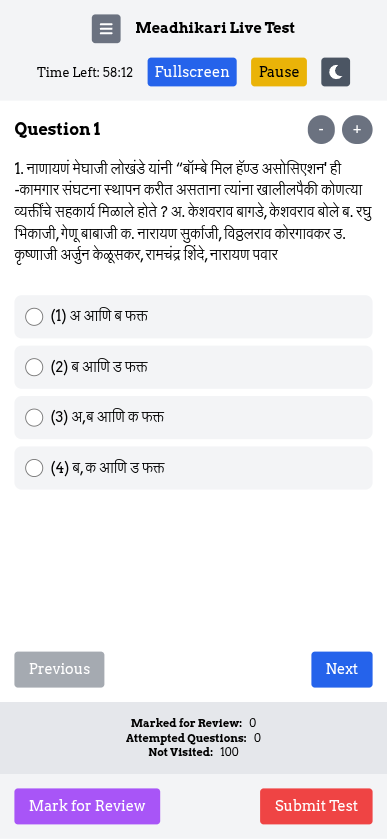 Meadhikari Live Test
Time Left: 58:12
Fullscreen
Pause
Question 1
-
+
1. नाणायणं मेघाजी लोखंडे यांनी “बॉम्बे मिल हॅण्ड असोसिएशन' ही
-कामगार संघटना स्थापन करीत असताना त्यांना खालीलपैकी कोणत्या
व्यक्तींचे सहकार्य मिळाले होते ? अ. केशवराव बागडे, केशवराव बोले ब. रघु
भिकाजी, गेणू बाबाजी क. नारायण सुर्काजी, विठ्ठलराव कोरगावकर ड.
कृष्णाजी अर्जुन केळूसकर, रामचंद्र शिंदे, नारायण पवार
(1) अ आणि ब फक्त
(2) ब आणि ड फक्त
(3) अ,ब आणि क फक्त
(4) ब, क आणि ड फक्त
Previous
Next
Marked for Review: 0
Attempted Questions: 0
Not Visited: 100
Mark for Review
Submit Test